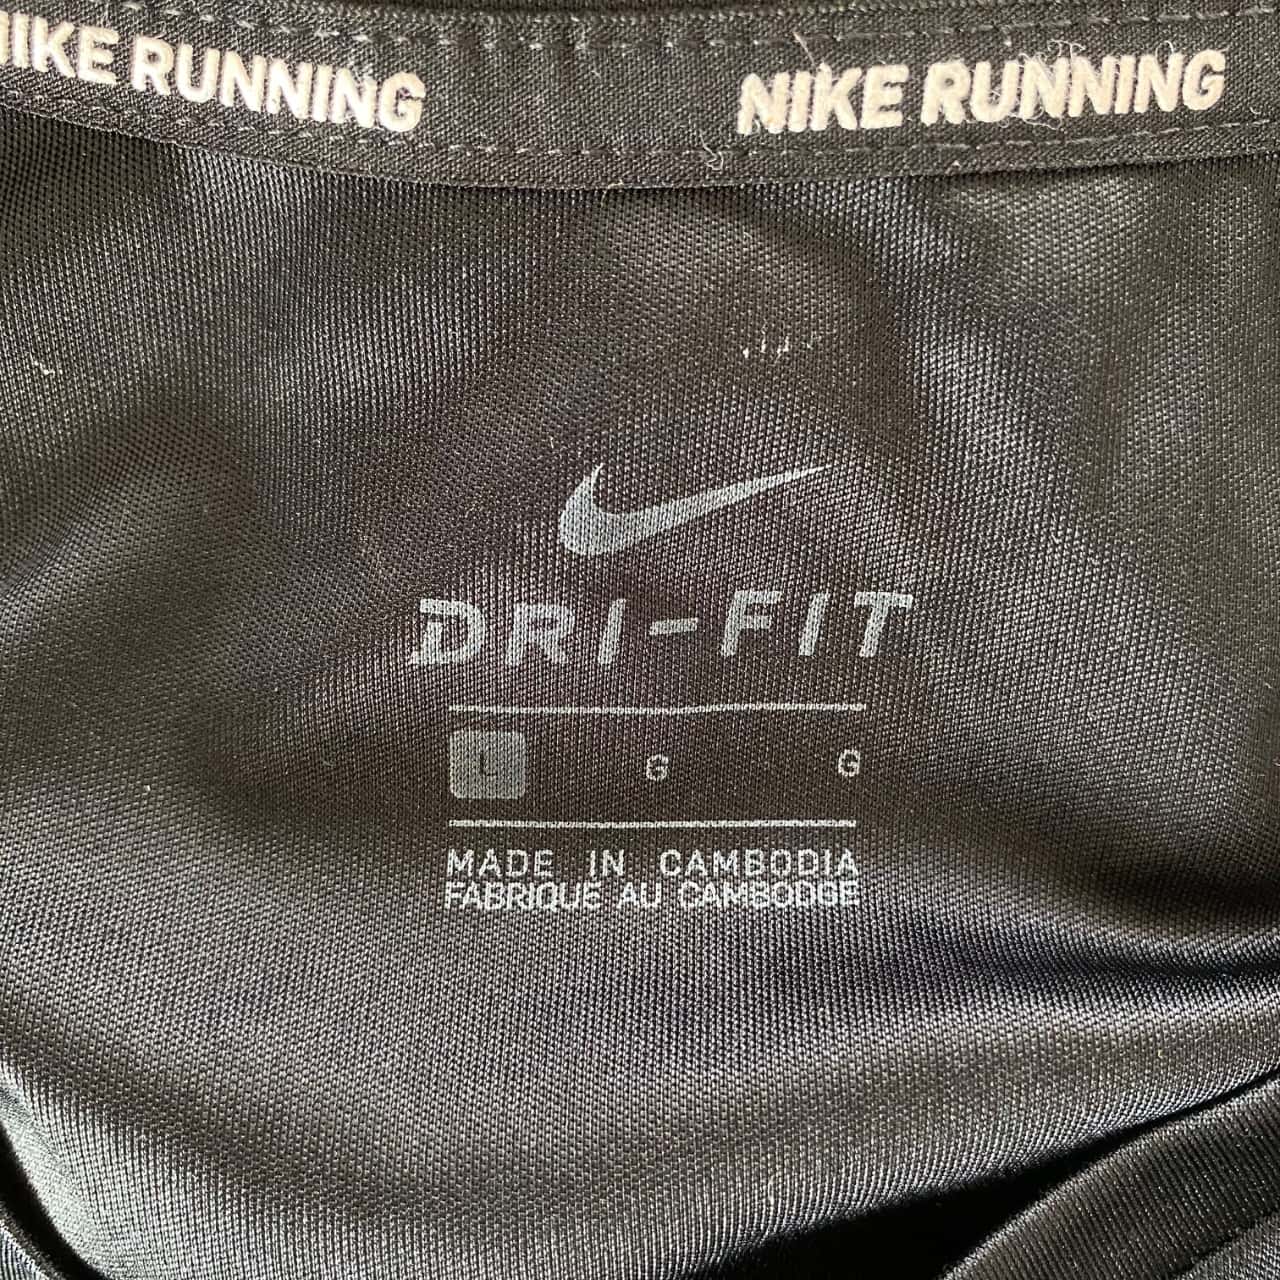 NIKE RUNNING
NIKE RUNNING
DRI-FIT
L G G
MADE IN CAMBODIA
FABRIQUE AU CAMBODGE